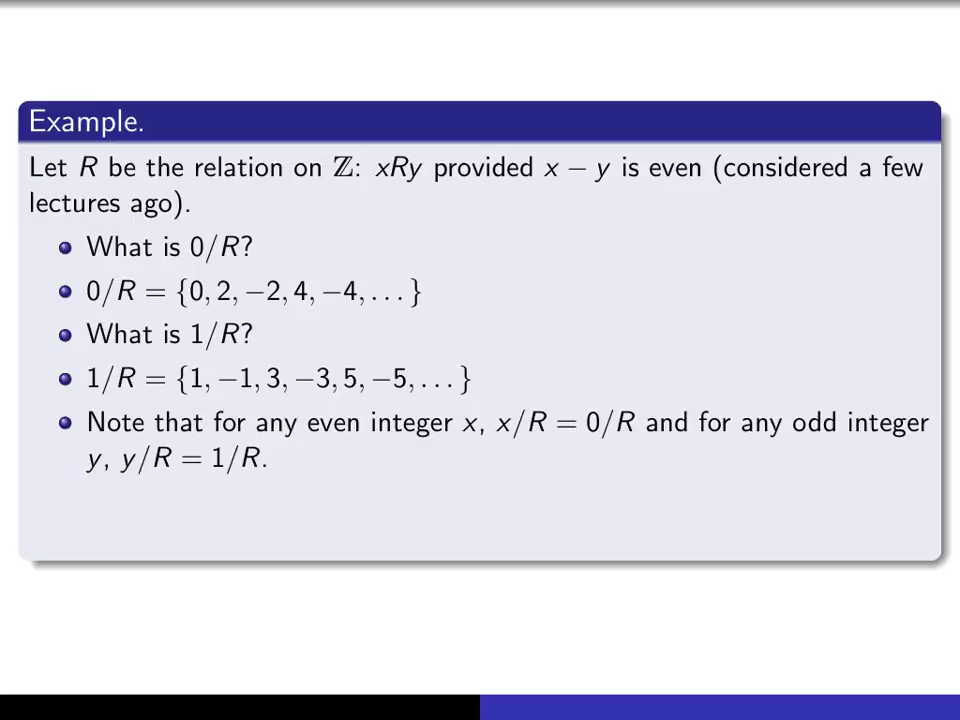 Example.
Let R be the relation on ℤ: xRy provided x − y is even (considered a few
lectures ago).
What is 0/R?
0/R = {0, 2, −2, 4, −4, . . . }
What is 1/R?
1/R = {1, −1, 3, −3, 5, −5, . . . }
Note that for any even integer x, x/R = 0/R and for any odd integer
y, y/R = 1/R.